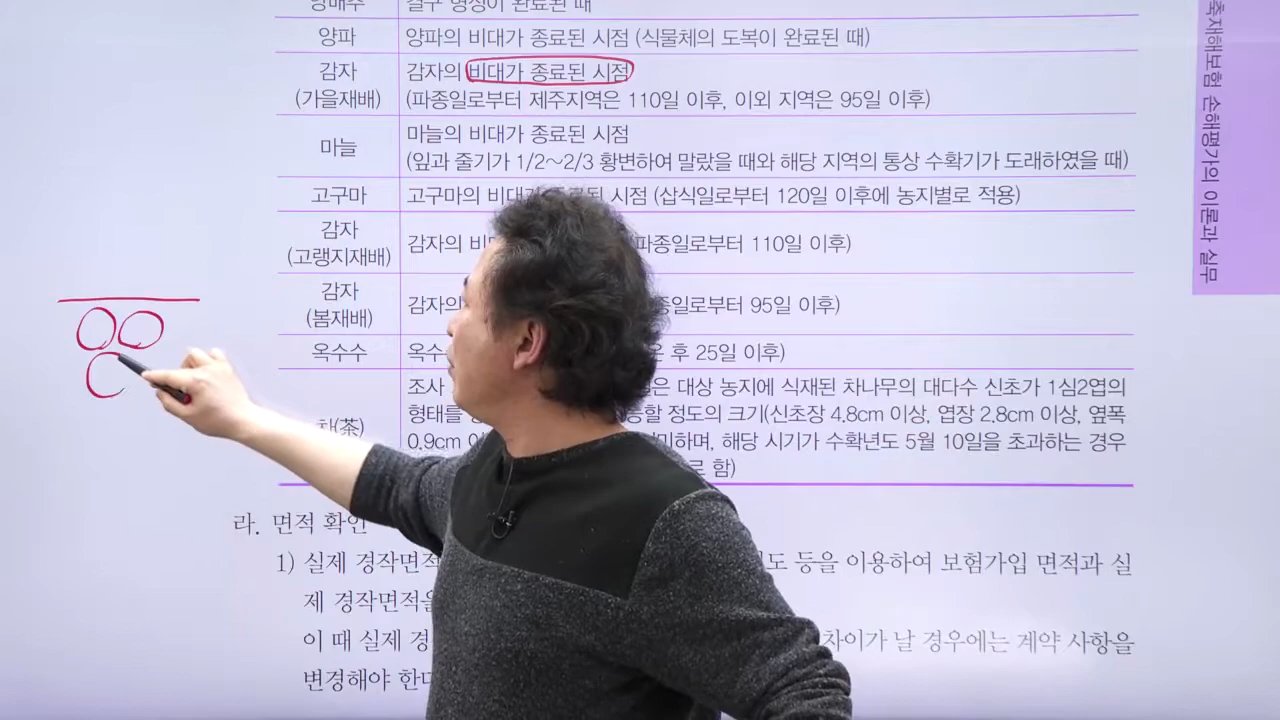 결구 형성이 완료된 때
양파 양파의 비대가 종료된 시점 (식물체의 도복이 완료된 때)
감자 감자의 비대가 종료된 시점
(가을재배) (파종일로부터 제주지역은 110일 이후, 이외 지역은 95일 이후)
마늘 마늘의 비대가 종료된 시점
(잎과 줄기가 1/2~2/3 황변하여 말랐을 때와 해당 지역의 통상 수확기가 도래하였을 때)
고구마 고구마의 비대가 종료된 시점 (삽식일로부터 120일 이후에 농지별로 적용)
감자
(고랭지재배) 감자의 비대 파종일로부터 110일 이후)
감자
(봄재배) 감자의 종일로부터 95일 이후)
옥수수 옥수 후 25일 이후)
차(茶) 조사 은 대상 농지에 식재된 차나무의 대다수 신초가 1심2엽의
형태를 할 정도의 크기(신초장 4.8cm 이상, 엽장 2.8cm 이상, 엽폭
0.9cm 미하며, 해당 시기가 수확년도 5월 10일을 초과하는 경우
로 함)
라. 면적 확인
1) 실제 경작면적 도 등을 이용하여 보험가입 면적과 실
제 경작면적을
이 때 실제 경 차이가 날 경우에는 계약 사항을
변경해야 한다
축재해보험 손해평가의 이론과 실무